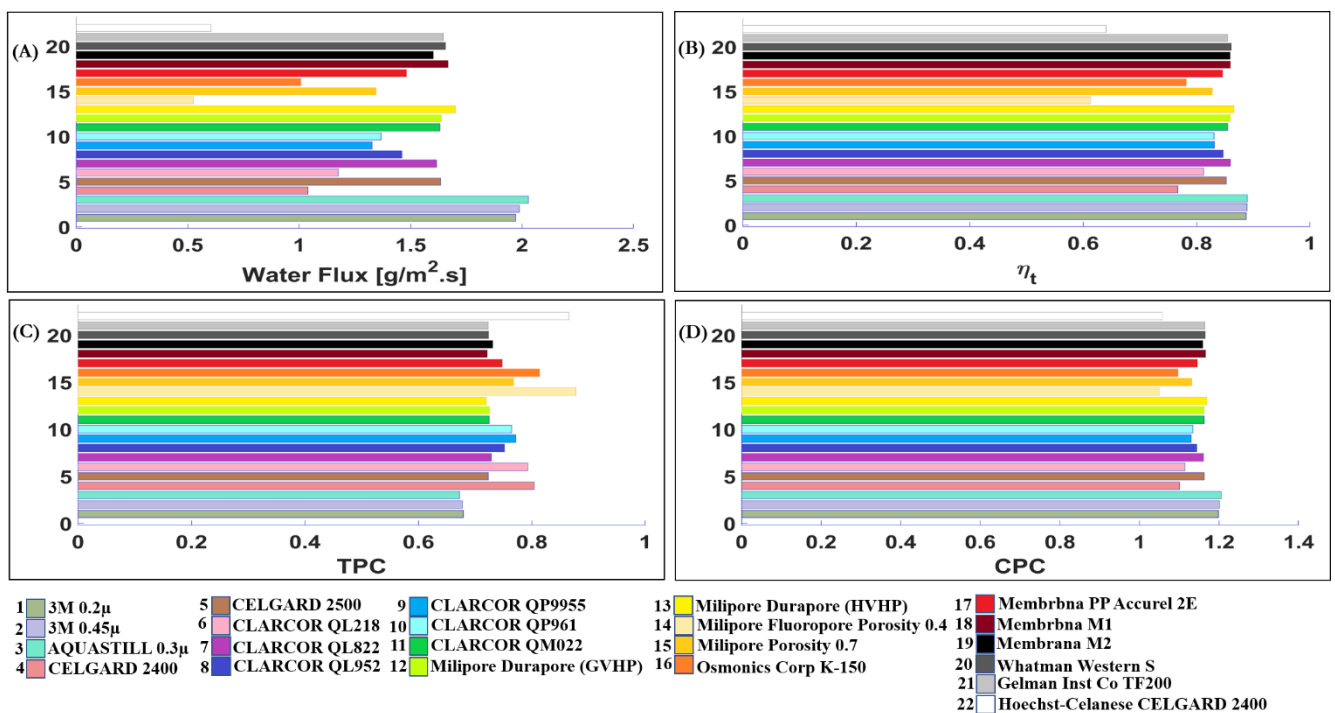 (A)
20
15
10
5
0
0 0.5 1 1.5 2 2.5
Water Flux [g/m².s]
(B)
20
15
10
5
0
0 0.2 0.4 0.6 0.8 1
ηt
(C)
20
15
10
5
0
0 0.2 0.4 0.6 0.8 1
TPC
(D)
20
15
10
5
0
0 0.2 0.4 0.6 0.8 1 1.2 1.4
CPC
1 3M 0.2μ
2 3M 0.45μ
3 AQUASTILL 0.3μ
4 CELGARD 2400
5 CELGARD 2500
6 CLARCOR QL218
7 CLARCOR QL822
8 CLARCOR QL952
9 CLARCOR QP9955
10 CLARCOR QP961
11 CLARCOR QM022
12 Milipore Durapore (GVHP)
13 Milipore Durapore (HVHP)
14 Milipore Fluoropore Porosity 0.4
15 Milipore Porosity 0.7
16 Osmonics Corp K-150
17 Membrbna PP Accurel 2E
18 Membrbna M1
19 Membrana M2
20 Whatman Western S
21 Gelman Inst Co TF200
22 Hoechst-Celanese CELGARD 2400